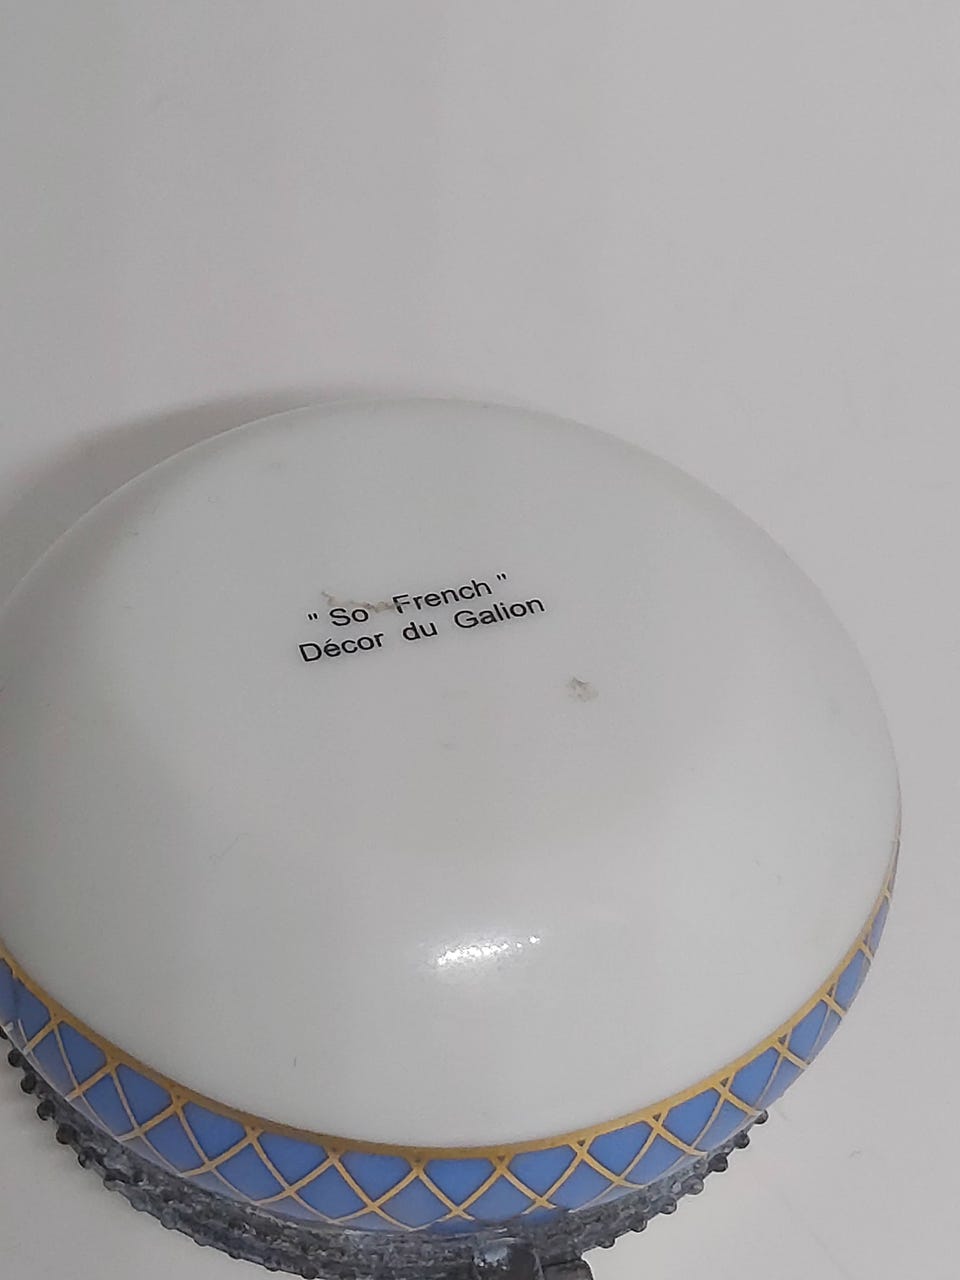 " So French "
Décor du Galion